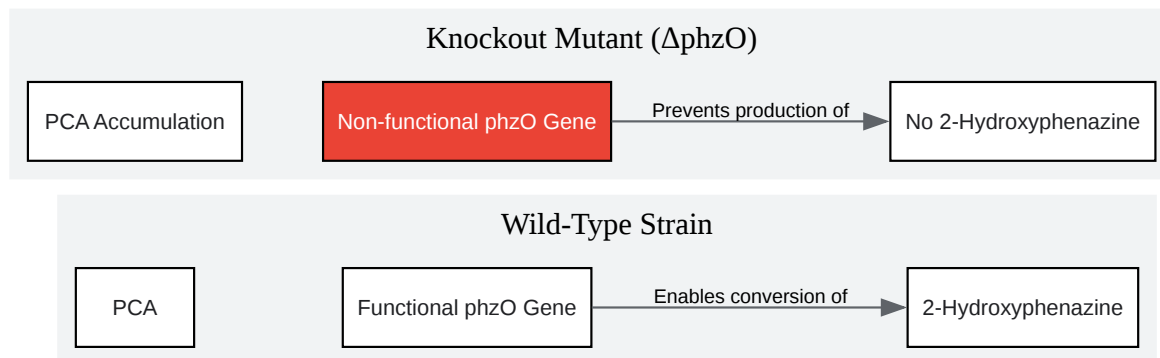 Knockout Mutant (ΔphzO)
PCA Accumulation
Non-functional phzO Gene
Prevents production of
No 2-Hydroxyphenazine
Wild-Type Strain
PCA
Functional phzO Gene
Enables conversion of
2-Hydroxyphenazine